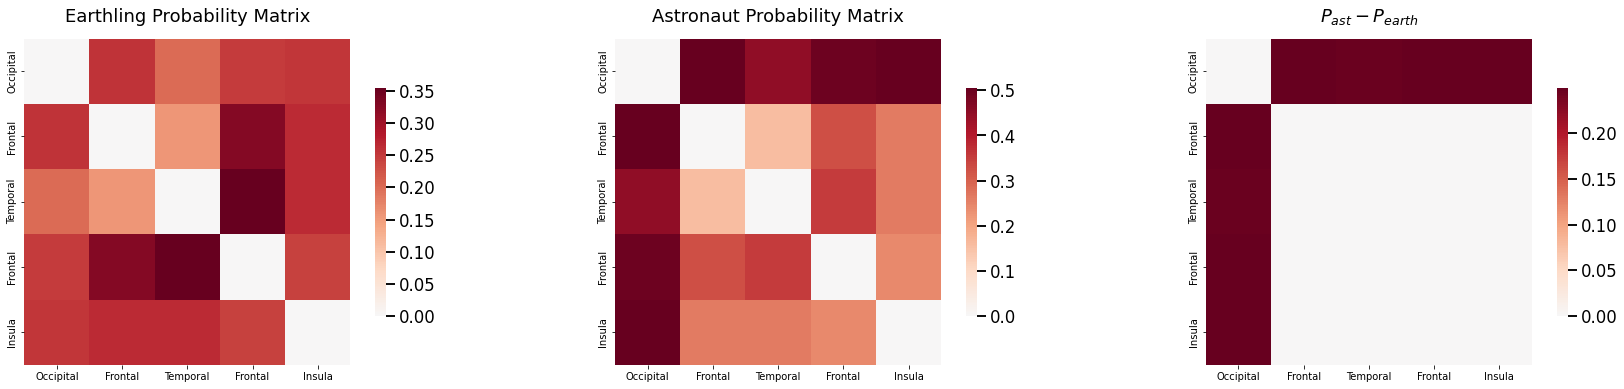 Earthling Probability Matrix
Occipital
Frontal
Temporal
Frontal
Insula
Occipital Frontal Temporal Frontal Insula
0.35
0.30
0.25
0.20
0.15
0.10
0.05
0.00
Astronaut Probability Matrix
Occipital
Frontal
Temporal
Frontal
Insula
Occipital Frontal Temporal Frontal Insula
0.5
0.4
0.3
0.2
0.1
0.0
P_ast − P_earth
Occipital
Frontal
Temporal
Frontal
Insula
Occipital Frontal Temporal Frontal Insula
0.20
0.15
0.10
0.05
0.00